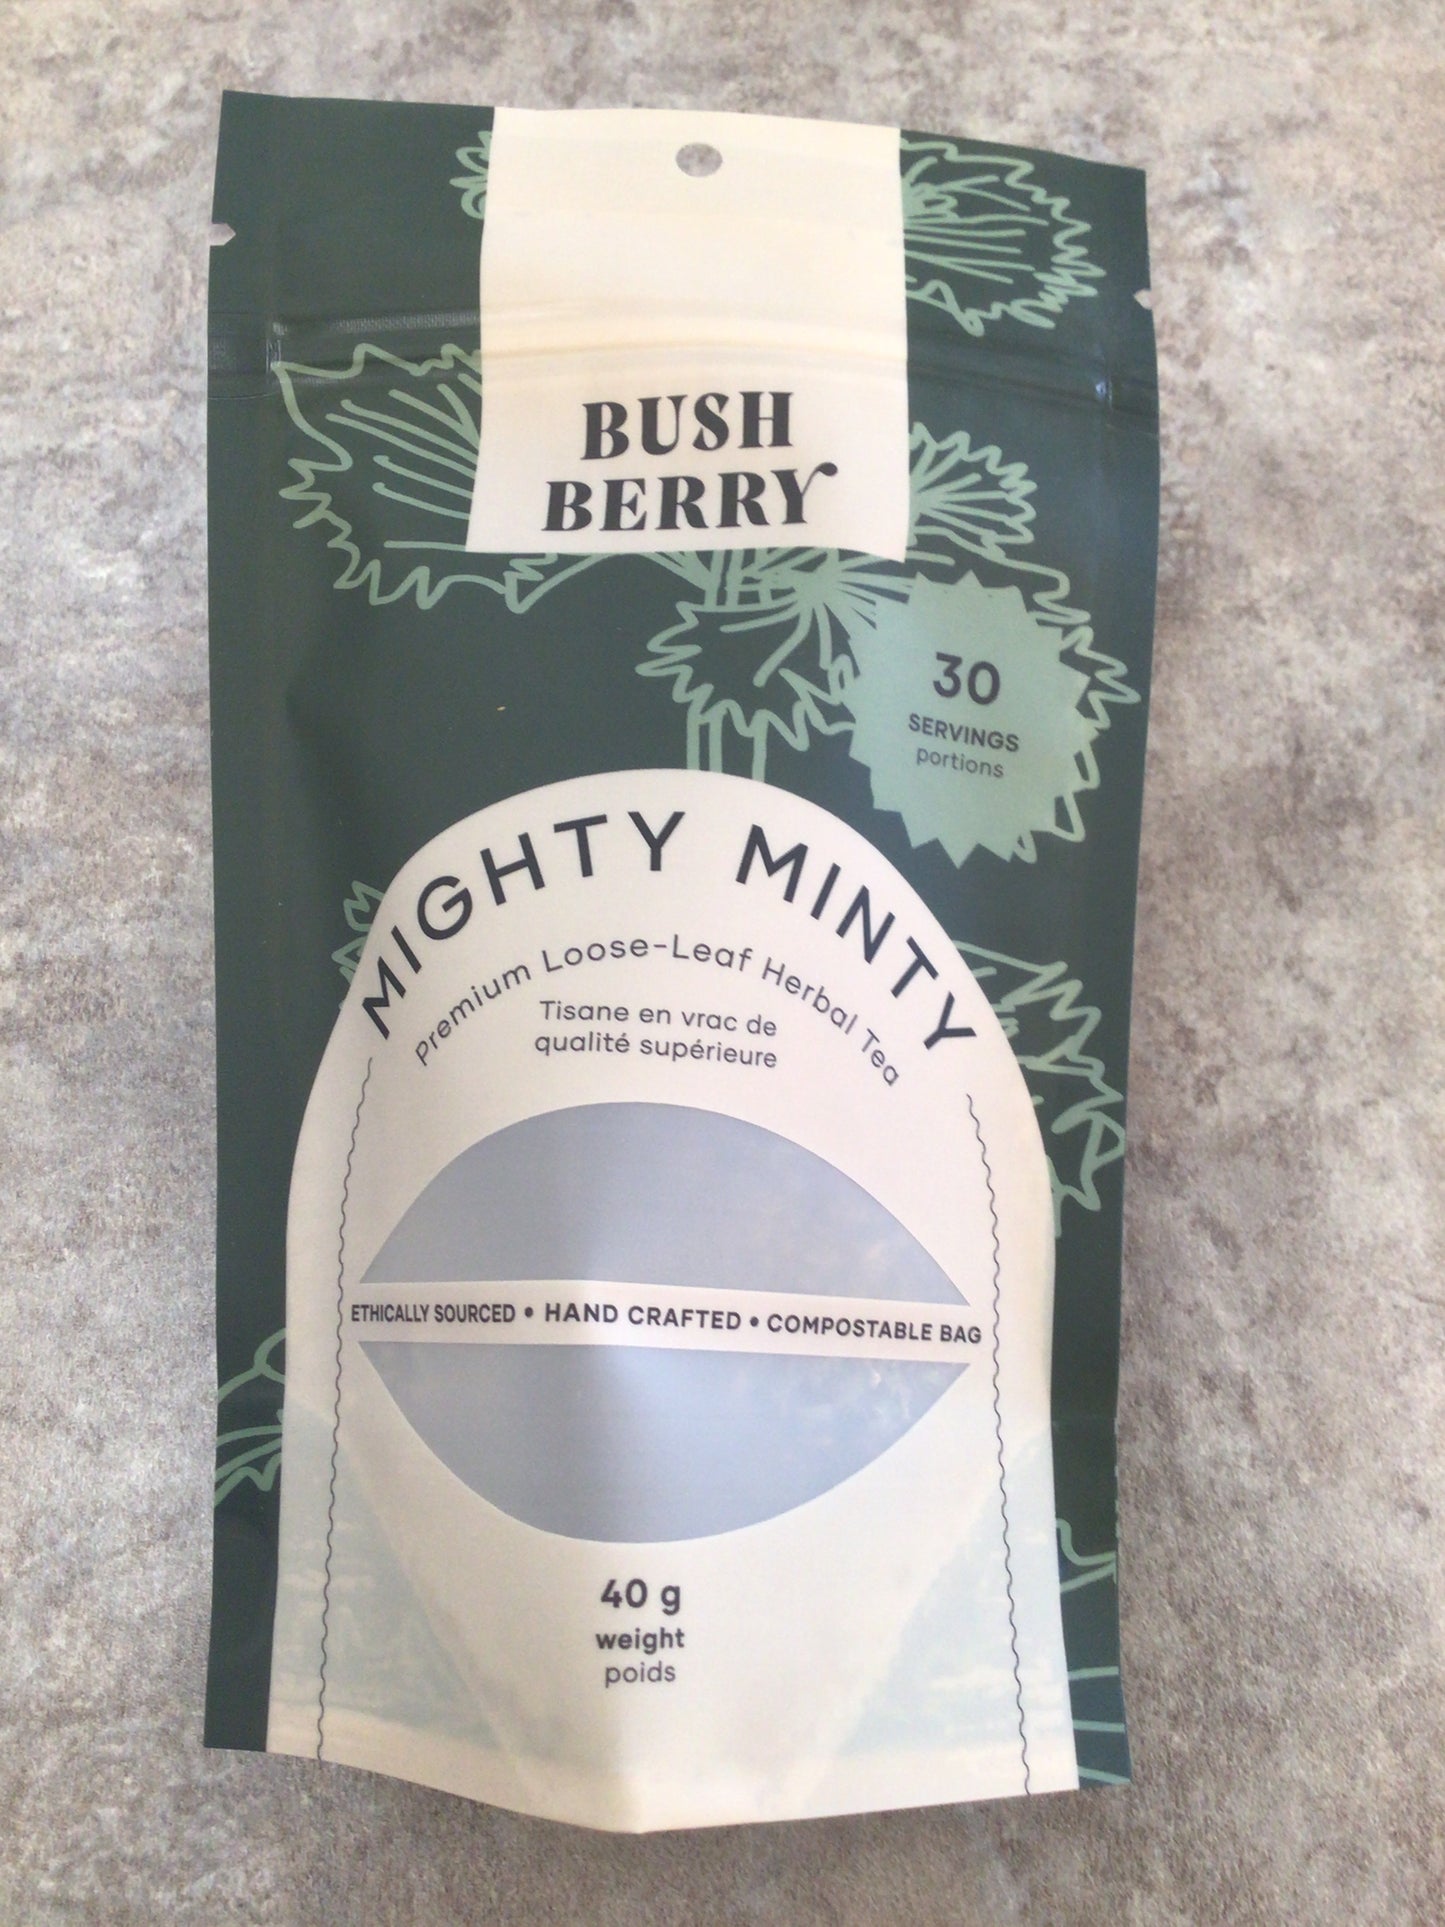 BUSH
BERRY
30
SERVINGS
portions
MIGHTY MINTY
Premium Loose-Leaf Herbal Tea
Tisane en vrac de
qualité supérieure
ETHICALLY SOURCED • HAND CRAFTED • COMPOSTABLE BAG
40 g
weight
poids